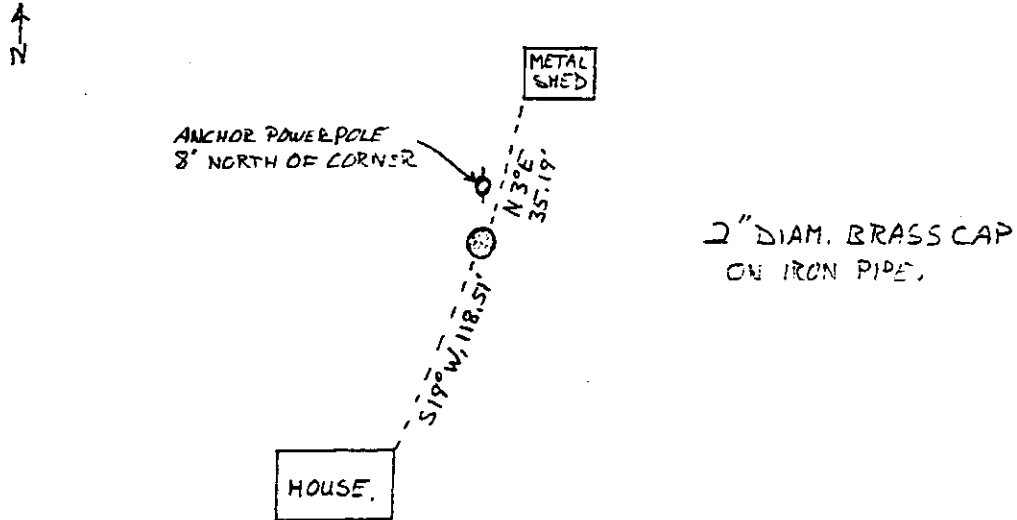 N
METAL
SHED
ANCHOR POWERPOLE
8' NORTH OF CORNER
N 3° E
35.19'
2" DIAM. BRASS CAP
ON IRON PIPE.
S19°W, 118.51'
HOUSE.